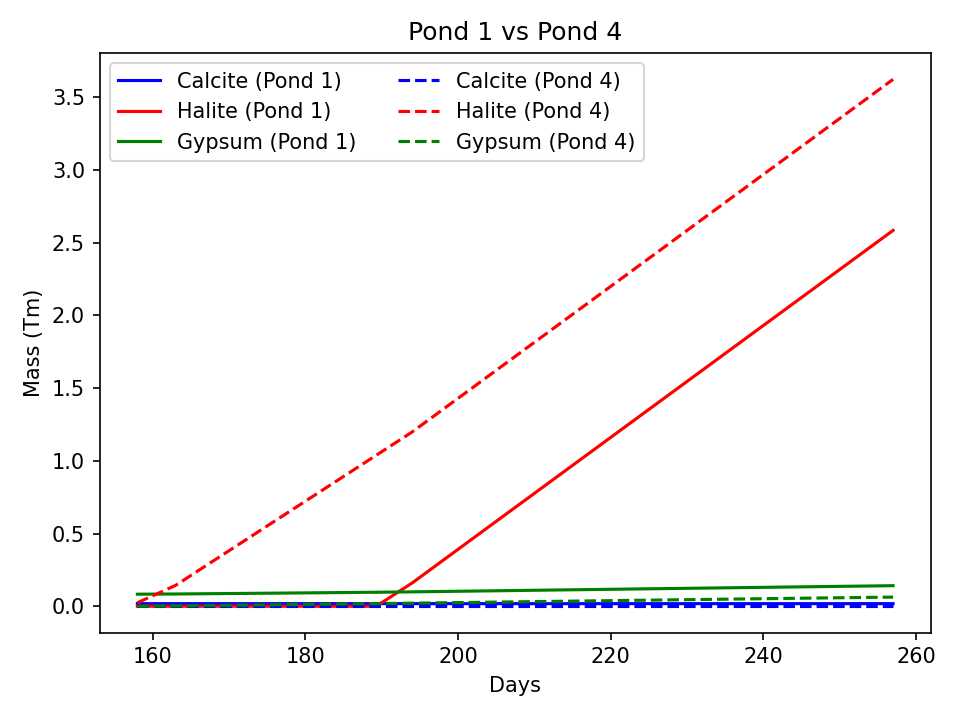 Pond 1 vs Pond 4
Calcite (Pond 1)
Halite (Pond 1)
Gypsum (Pond 1)
Calcite (Pond 4)
Halite (Pond 4)
Gypsum (Pond 4)
Mass (Tm)
3.5
3.0
2.5
2.0
1.5
1.0
0.5
0.0
160 180 200 220 240 260
Days